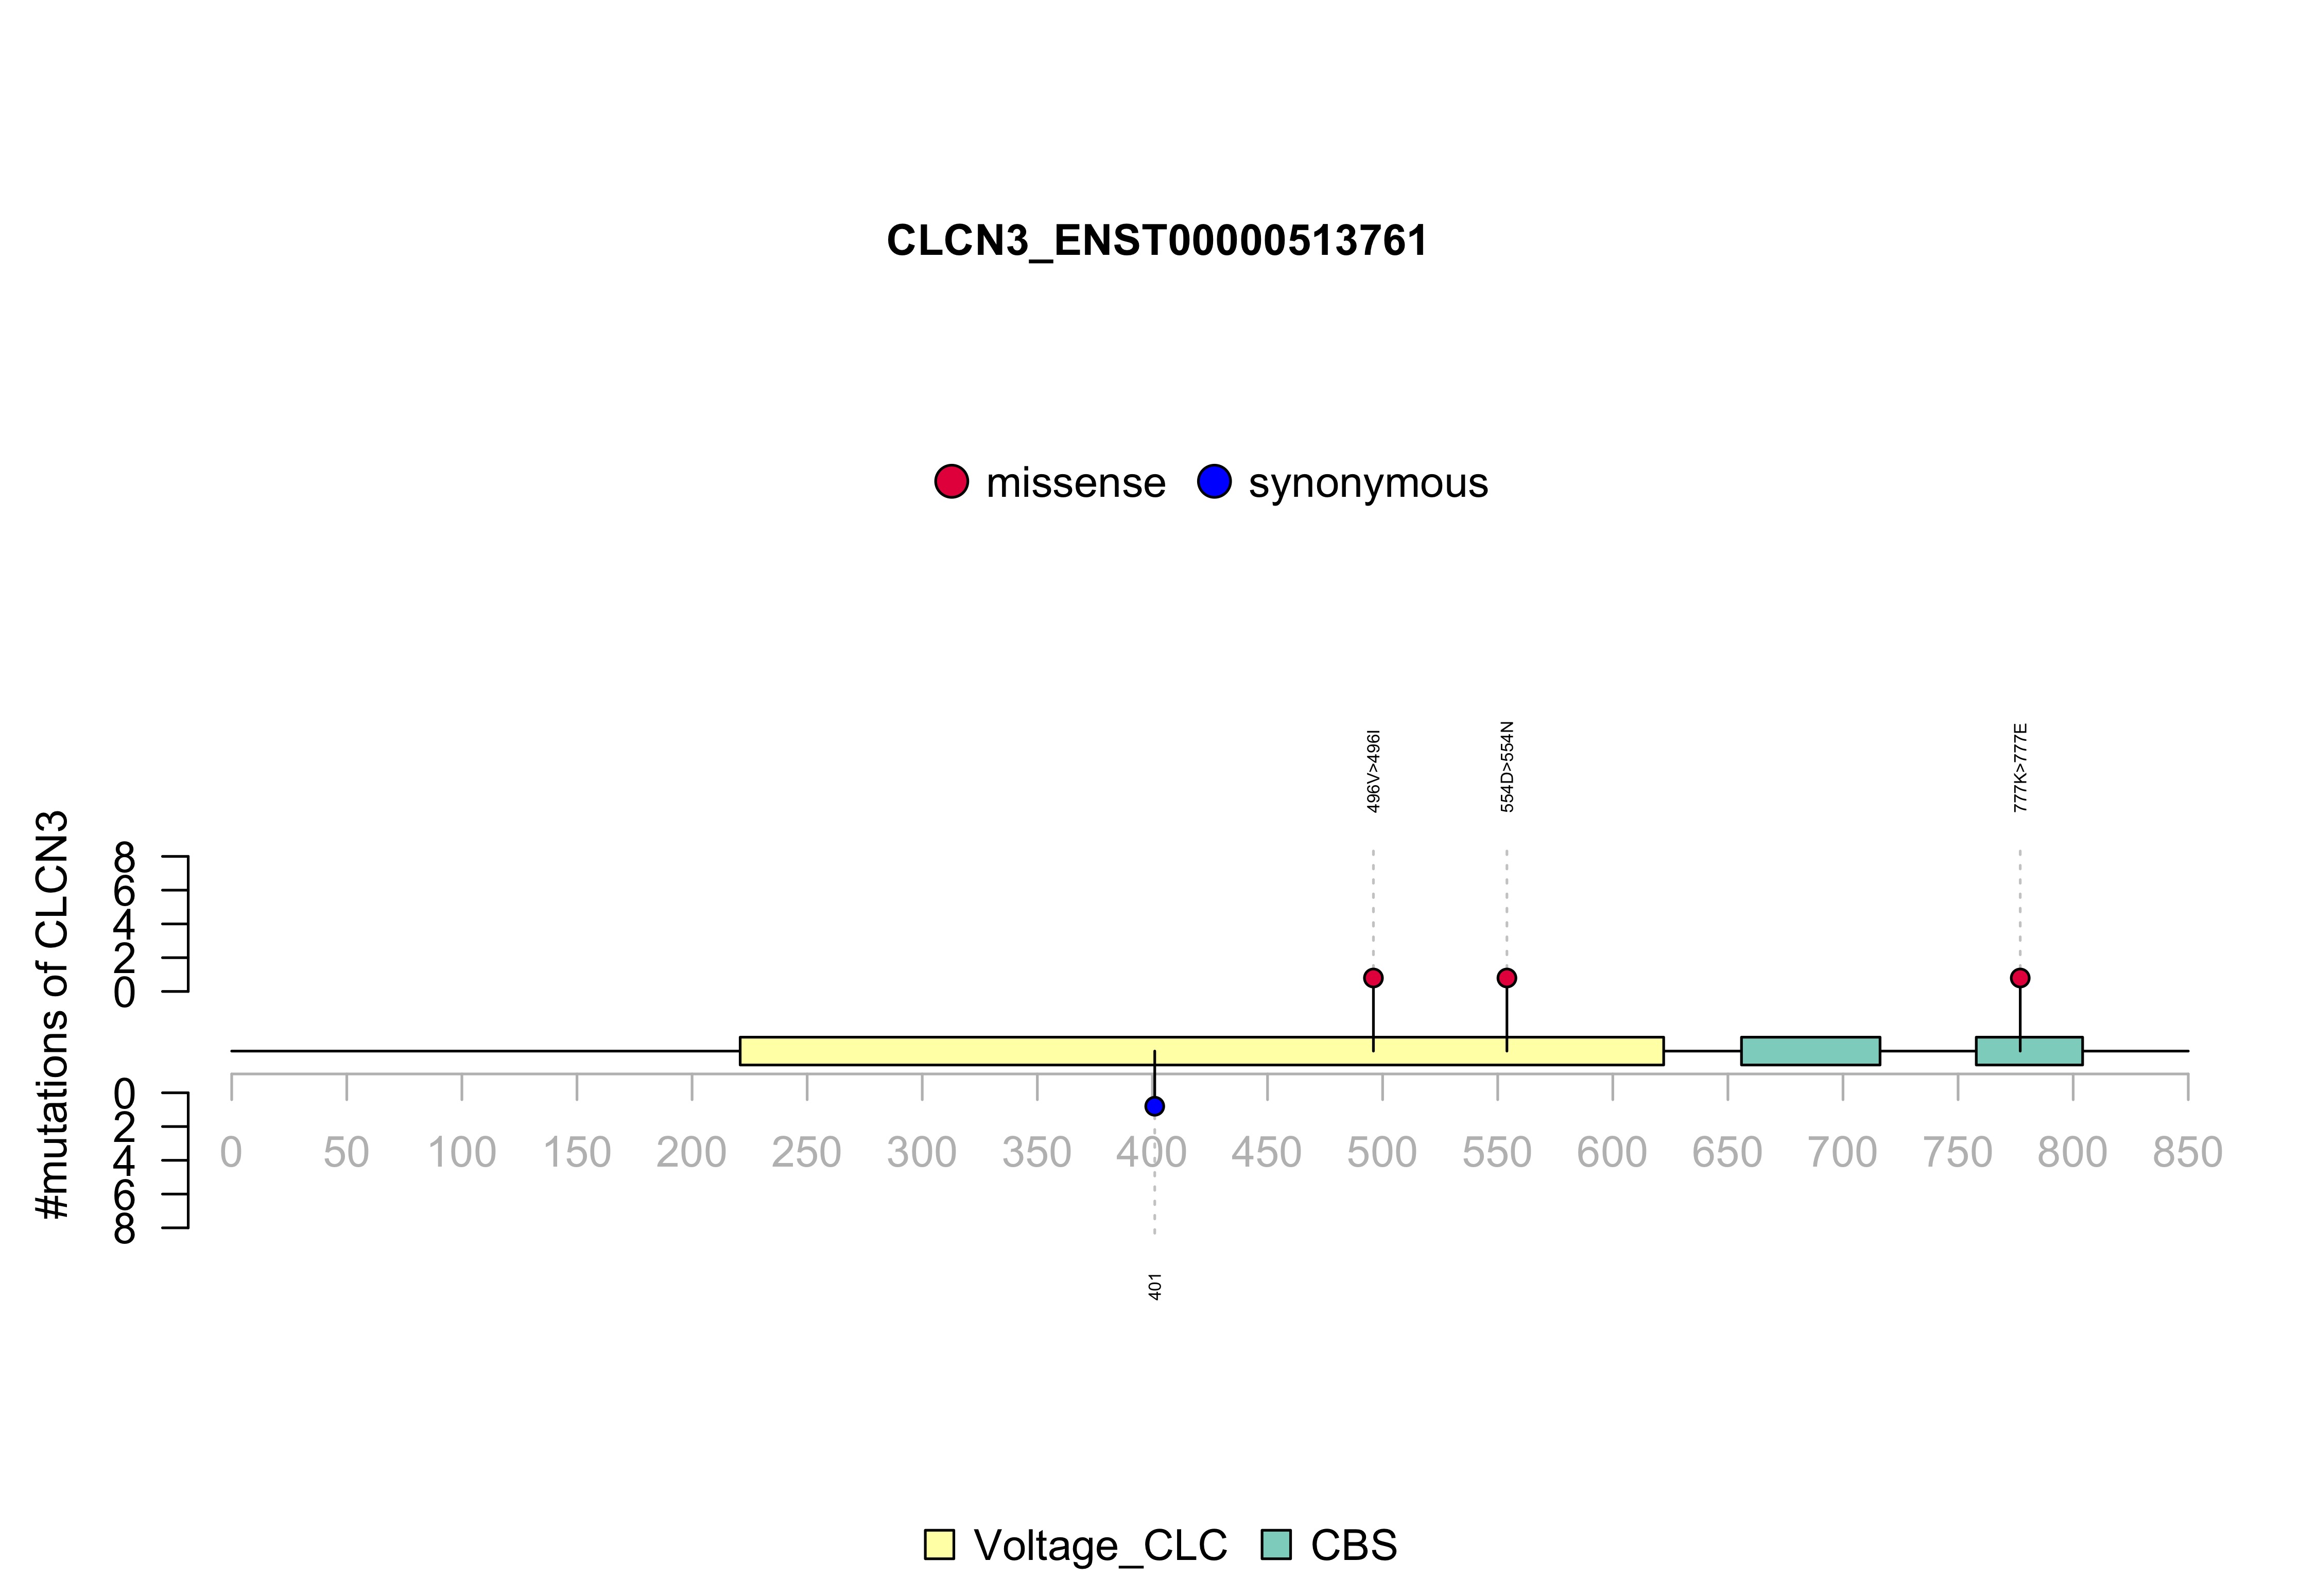 CLCN3_ENST00000513761
missense synonymous
496V>496I 554D>554N 777K>777E
#mutations of CLCN3
8
6
4
2
0
0
2
4
6
8
0 50 100 150 200 250 300 350 400 450 500 550 600 650 700 750 800 850
401
Voltage_CLC CBS